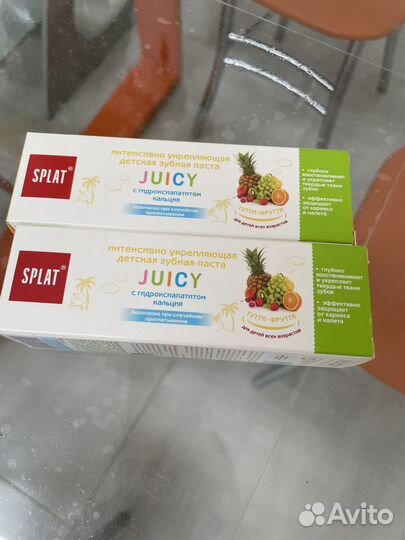 интенсивно укрепляющая
детская зубная паста
SPLAT®
JUICY
с гидроксиапатитом
кальция
безопасно при случайном
проглатывании
ТУТТИ-ФРУТТИ
для детей всех возрастов
• глубоко
восстанавливает
и укрепляет
твердые ткани
зубов
• эффективно
защищает
от кариеса
и налета
интенсивно укрепляющая
детская зубная паста
SPLAT®
JUICY
с гидроксиапатитом
кальция
безопасно при случайном
проглатывании
ТУТТИ-ФРУТТИ
для детей всех возрастов
• глубоко
восстанавливает
и укрепляет
твердые ткани
зубов
• эффективно
защищает
от кариеса
и налета
Avito